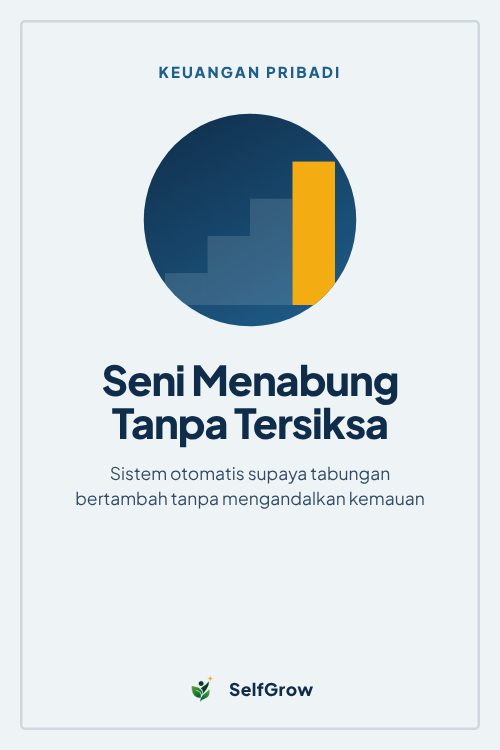 KEUANGAN PRIBADI
Seni Menabung
Tanpa Tersiksa
Sistem otomatis supaya tabungan
bertambah tanpa mengandalkan kemauan
SelfGrow